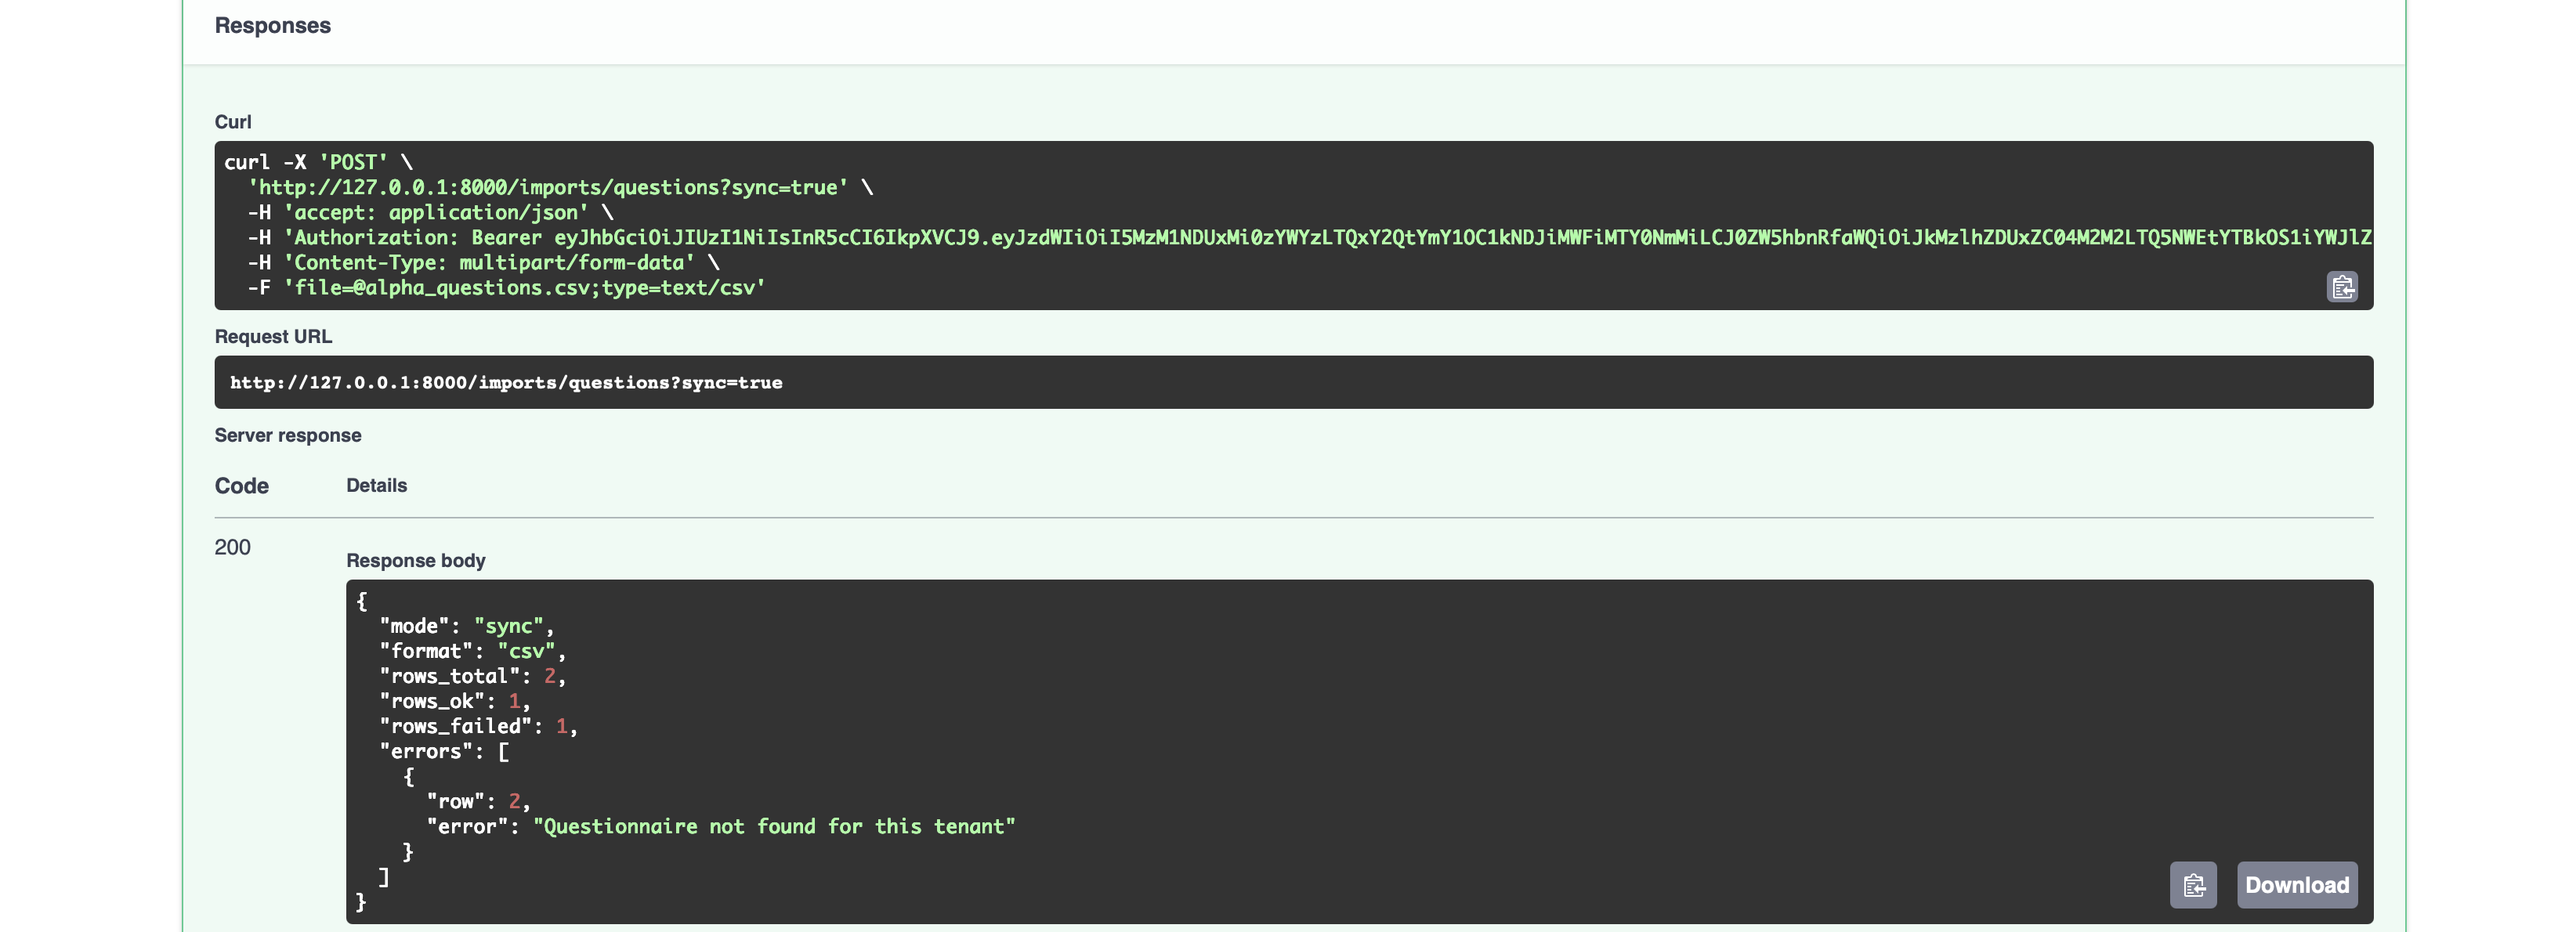 Responses
Curl
curl -X 'POST' \
'http://127.0.0.1:8000/imports/questions?sync=true' \
-H 'accept: application/json' \
-H 'Authorization: Bearer eyJhbGciOiJIUzI1NiIsInR5cCI6IkpXVCJ9.eyJzdWIiOiI5MzM1NDUxMi0zYWYzLTQxY2QtYmY1OC1kNDJiMWFiMTY0NmMiLCJ0ZW5hbnRfaWQiOiJkMzlhZDUxZC04M2M2LTQ5NWEtYTBkOS1iYWJlZ
-H 'Content-Type: multipart/form-data' \
-F 'file=@alpha_questions.csv;type=text/csv'
Request URL
http://127.0.0.1:8000/imports/questions?sync=true
Server response
Code Details
200
Response body
{
"mode": "sync",
"format": "csv",
"rows_total": 2,
"rows_ok": 1,
"rows_failed": 1,
"errors": [
{
"row": 2,
"error": "Questionnaire not found for this tenant"
}
]
}
Download